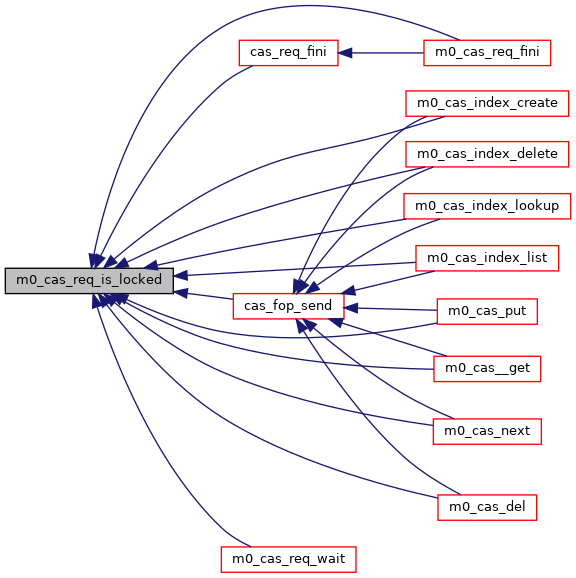 cas_req_fini
m0_cas_req_fini
m0_cas_index_create
m0_cas_index_delete
m0_cas_index_lookup
m0_cas_index_list
m0_cas_req_is_locked
cas_fop_send
m0_cas_put
m0_cas__get
m0_cas_next
m0_cas_del
m0_cas_req_wait